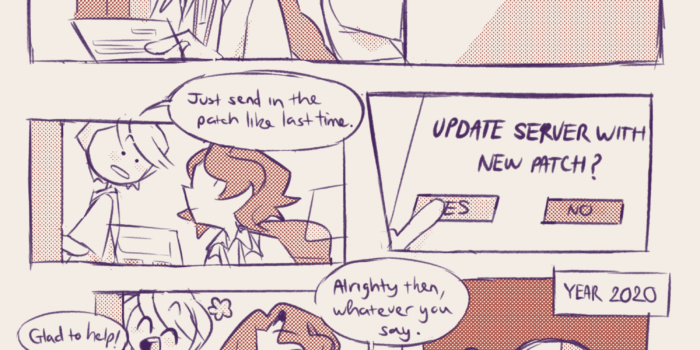 Just send in the
patch like last time.
UPDATE SERVER WITH
NEW PATCH?
YES
NO
Alrighty then,
whatever you
say.
Glad to help!
YEAR 2020